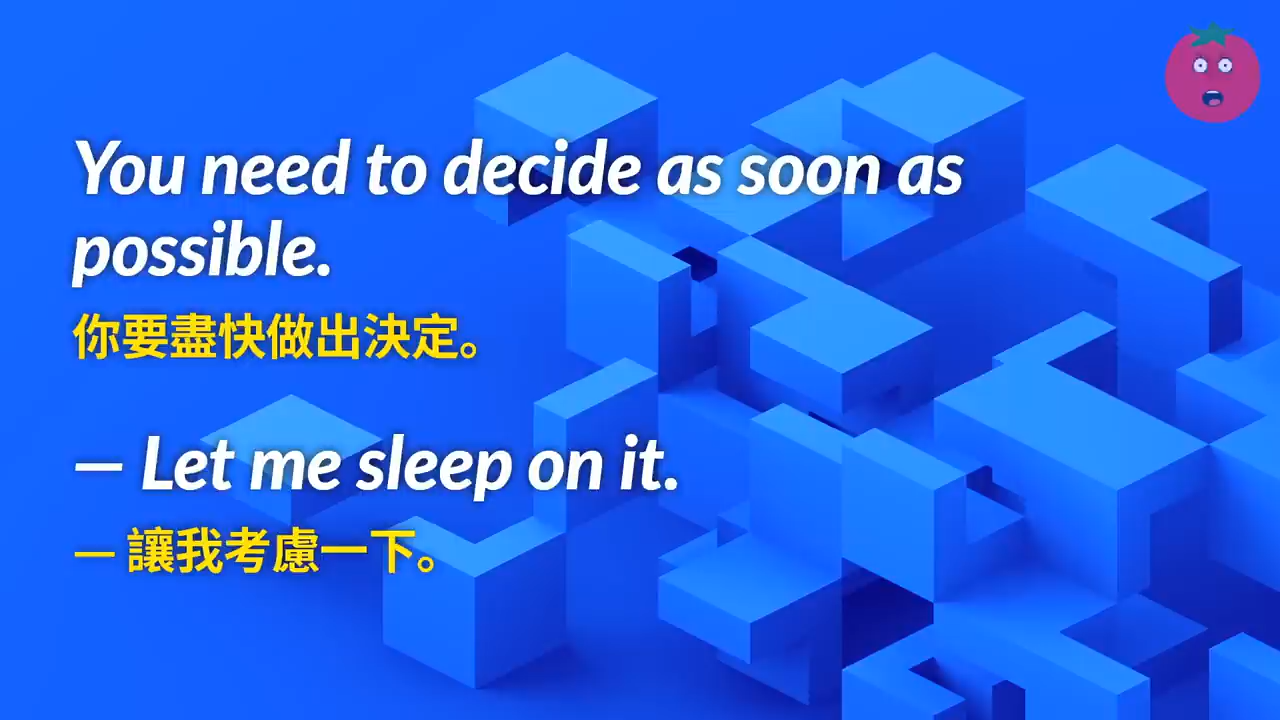 You need to decide as soon as
possible.
你要盡快做出決定。
— Let me sleep on it.
— 讓我考慮一下。